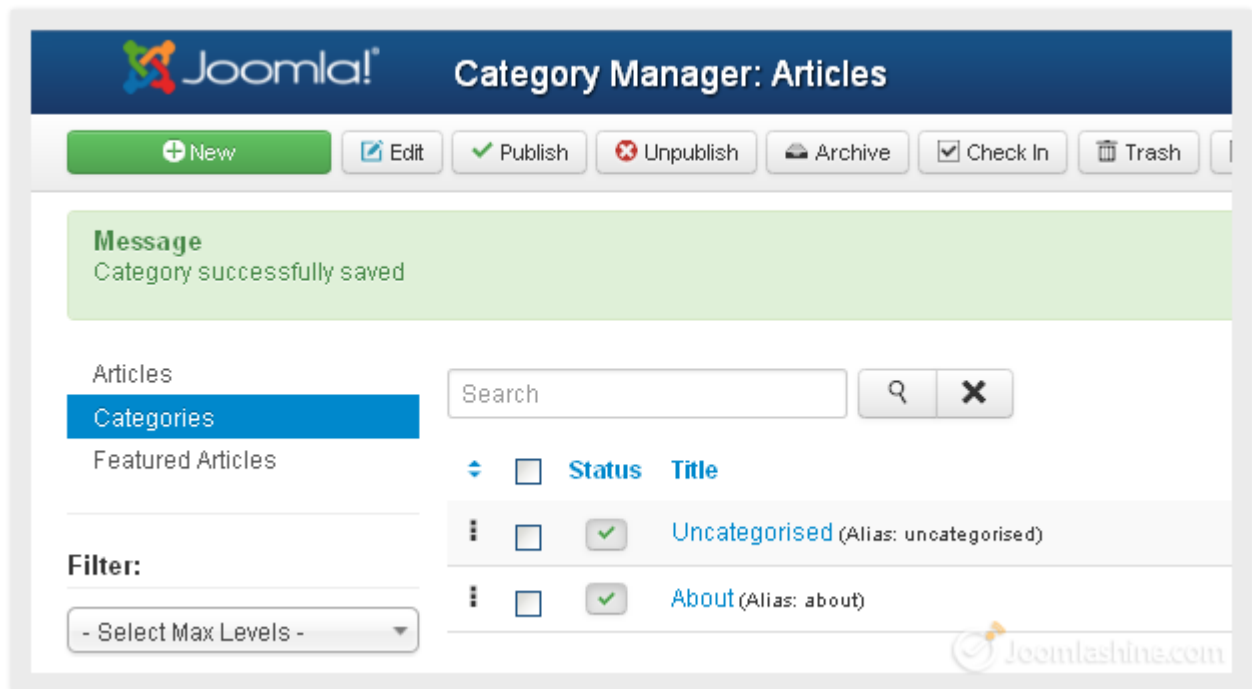 Joomla!® Category Manager: Articles
New Edit Publish Unpublish Archive Check In Trash
Message
Category successfully saved
Articles
Categories
Featured Articles
Filter:
- Select Max Levels -
Search
Status Title
Uncategorised (Alias: uncategorised)
About (Alias: about)
Joomlashine.com